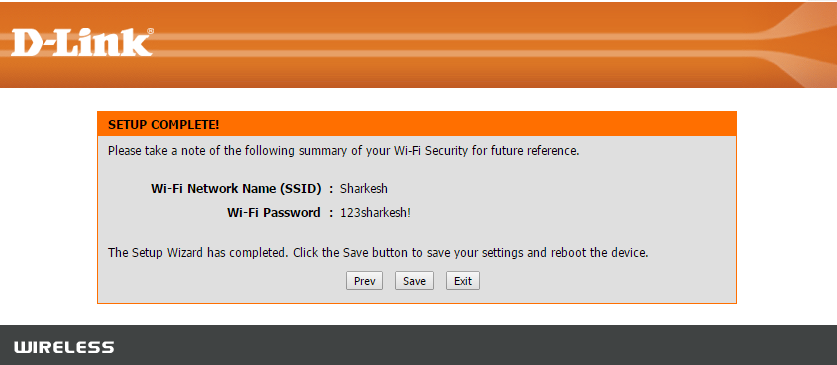 D-Link®
SETUP COMPLETE!
Please take a note of the following summary of your Wi-Fi Security for future reference.
Wi-Fi Network Name (SSID) : Sharkesh
Wi-Fi Password : 123sharkesh!
The Setup Wizard has completed. Click the Save button to save your settings and reboot the device.
Prev Save Exit
WIRELESS